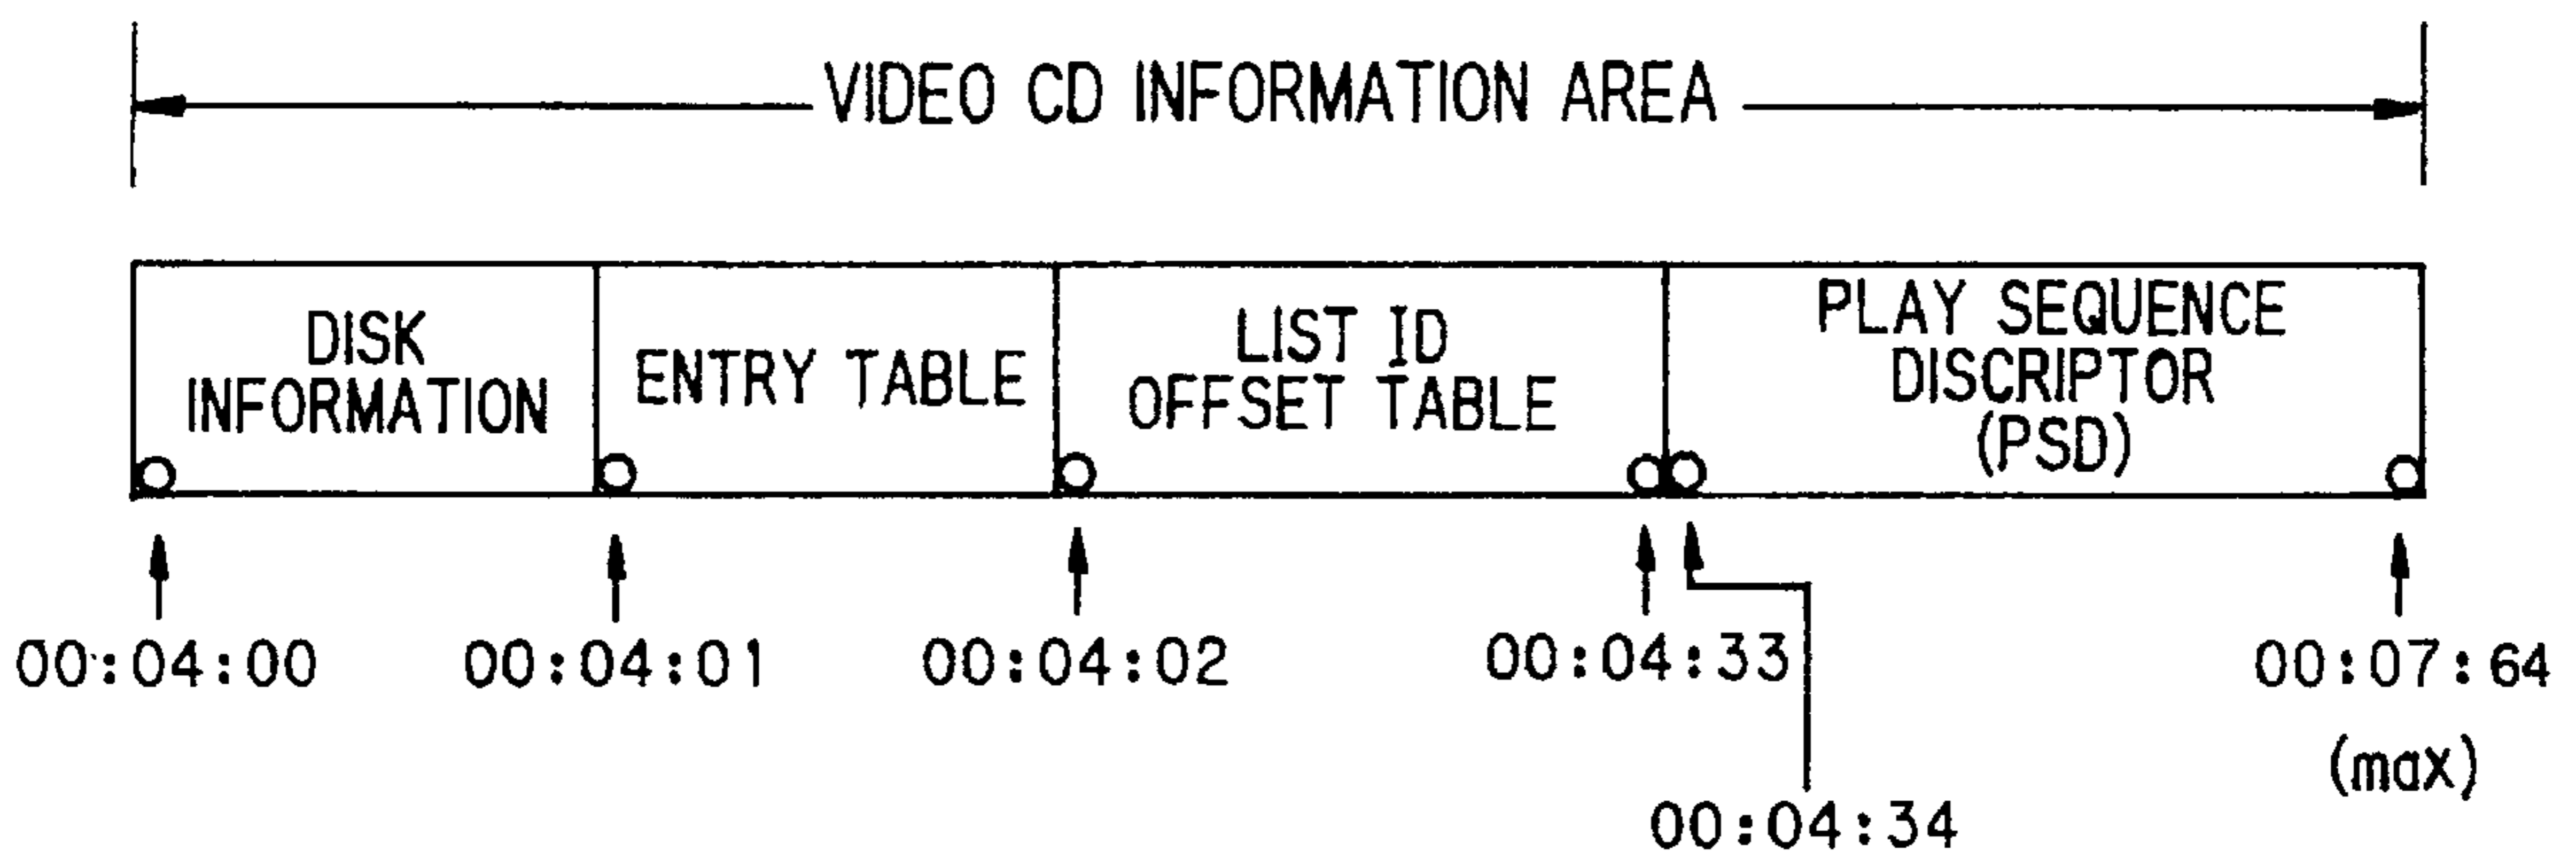 VIDEO CD INFORMATION AREA
DISK
INFORMATION
ENTRY TABLE
LIST ID
OFFSET TABLE
PLAY SEQUENCE
DISCRIPTOR
(PSD)
00:04:00
00:04:01
00:04:02
00:04:33
00:04:34
00:07:64
(max)